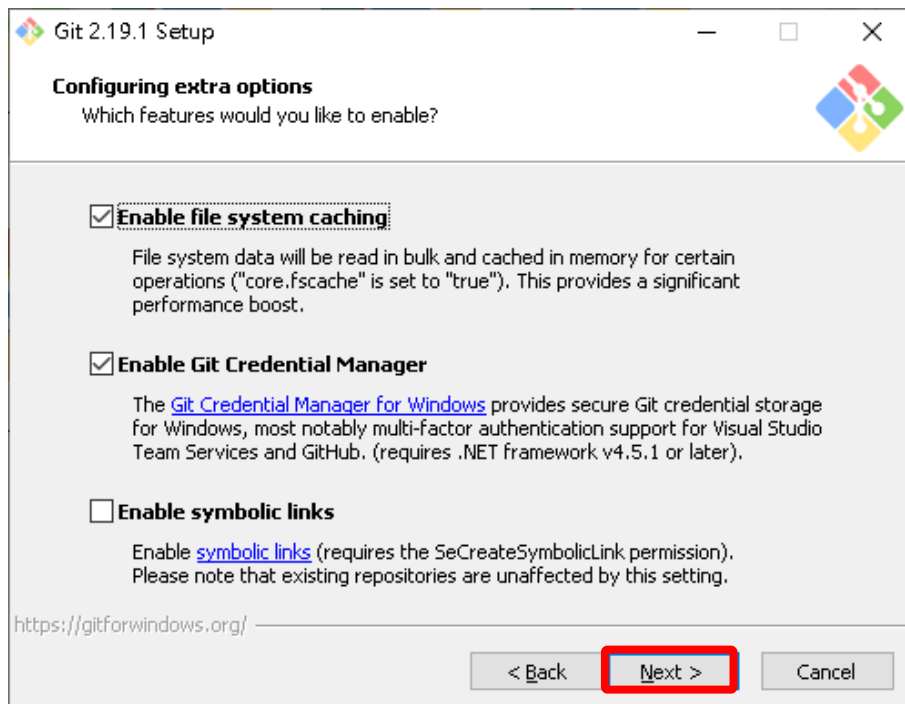 Git 2.19.1 Setup
Configuring extra options
Which features would you like to enable?
Enable file system caching
File system data will be read in bulk and cached in memory for certain
operations ("core.fscache" is set to "true"). This provides a significant
performance boost.
Enable Git Credential Manager
The Git Credential Manager for Windows provides secure Git credential storage
for Windows, most notably multi-factor authentication support for Visual Studio
Team Services and GitHub. (requires .NET framework v4.5.1 or later).
Enable symbolic links
Enable symbolic links (requires the SeCreateSymbolicLink permission).
Please note that existing repositories are unaffected by this setting.
https://gitforwindows.org/
< Back Next > Cancel